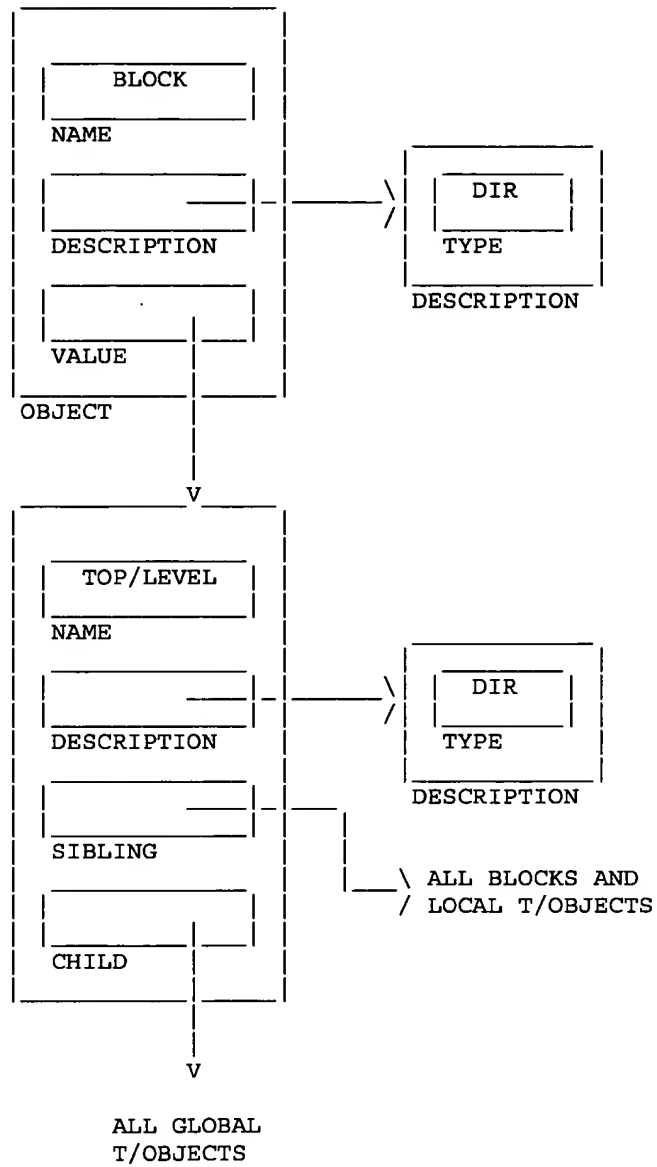 BLOCK
NAME
DIR
DESCRIPTION
TYPE
DESCRIPTION
VALUE
OBJECT
V
TOP/LEVEL
NAME
DIR
DESCRIPTION
TYPE
DESCRIPTION
SIBLING
ALL BLOCKS AND
LOCAL T/OBJECTS
CHILD
V
ALL GLOBAL
T/OBJECTS